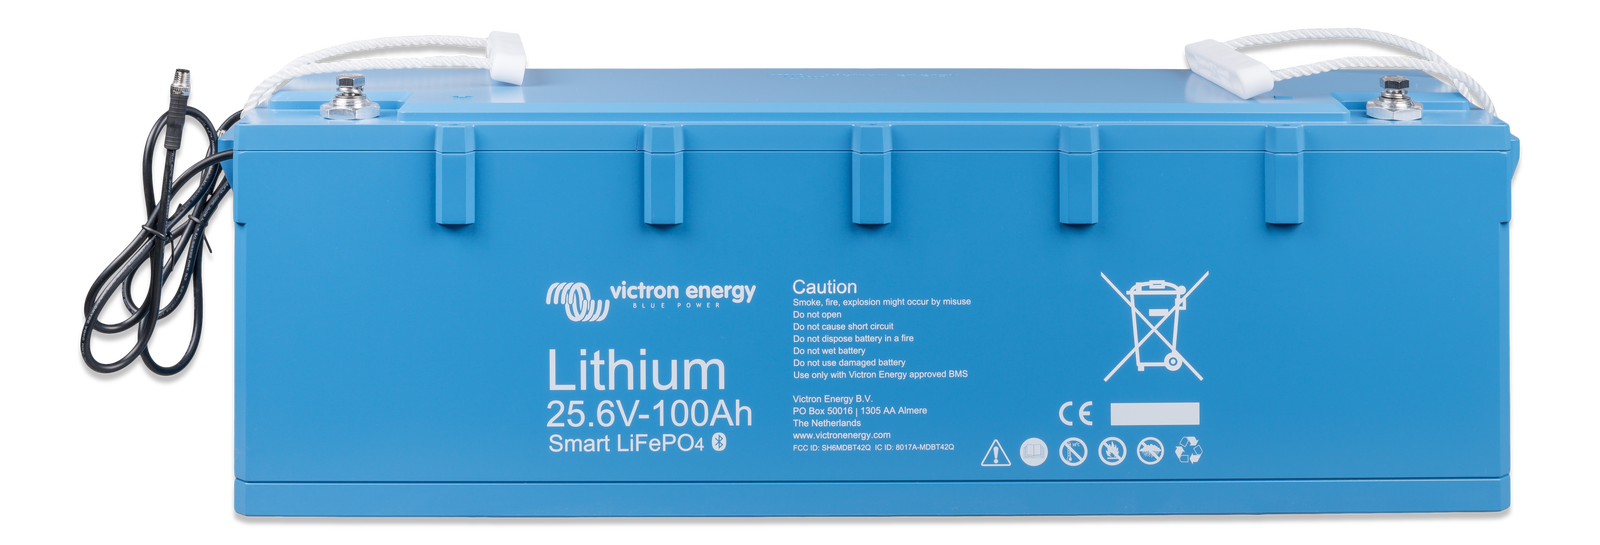 victron energy
BLUE POWER
Lithium
25.6V-100Ah
Smart LiFePO4
Caution
Smoke, fire, explosion might occur by misuse
Do not open
Do not cause short circuit
Do not dispose battery in a fire
Do not wet battery
Do not use damaged battery
Use only with Victron Energy approved BMS
Victron Energy B.V.
PO Box 50016 | 1305 AA Almere
The Netherlands
www.victronenergy.com
FCC ID: SH6MDBT42Q IC ID: 8017A-MDBT42Q
CE